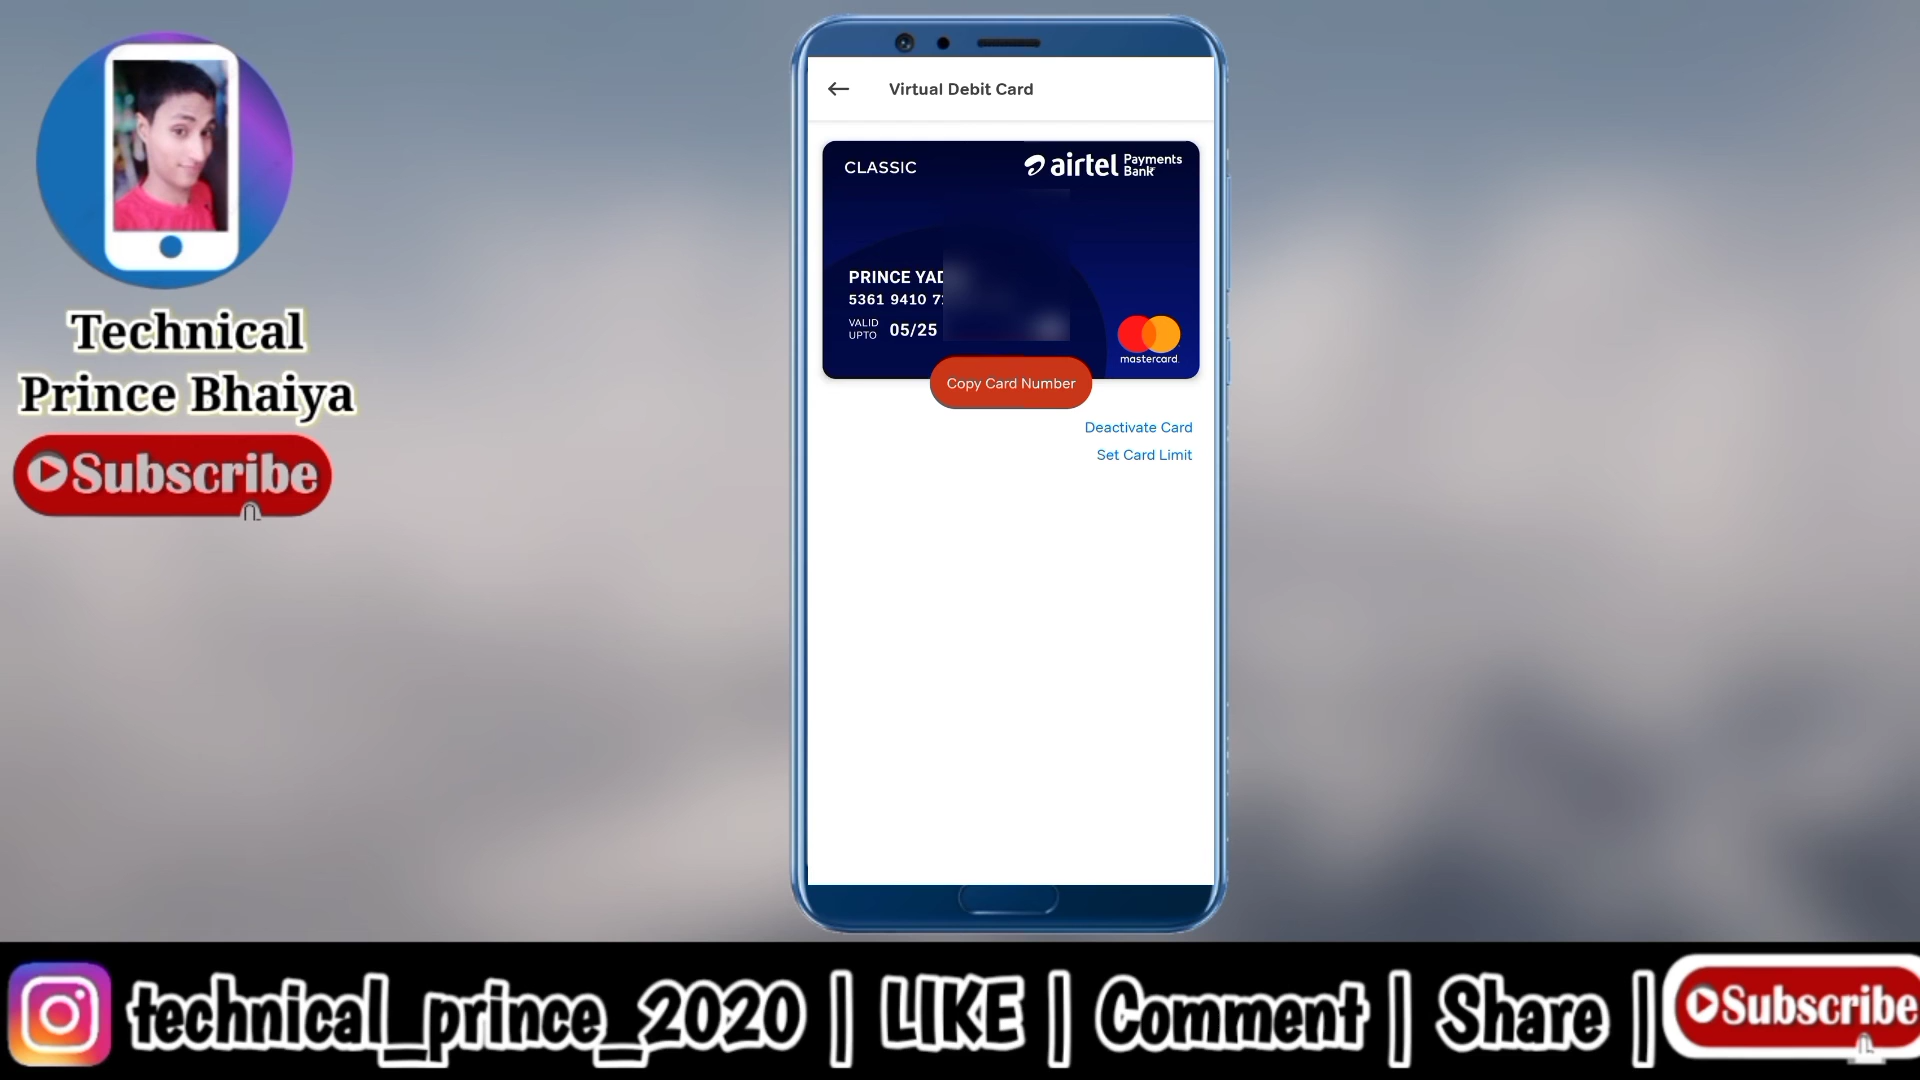 Technical
Prince Bhaiya
Subscribe
Virtual Debit Card
CLASSIC
airtel Payments Bank
PRINCE YAD
5361 9410 7
VALID UPTO 05/25
mastercard
Copy Card Number
Deactivate Card
Set Card Limit
technical_prince_2020 | LIKE | Comment | Share | Subscribe